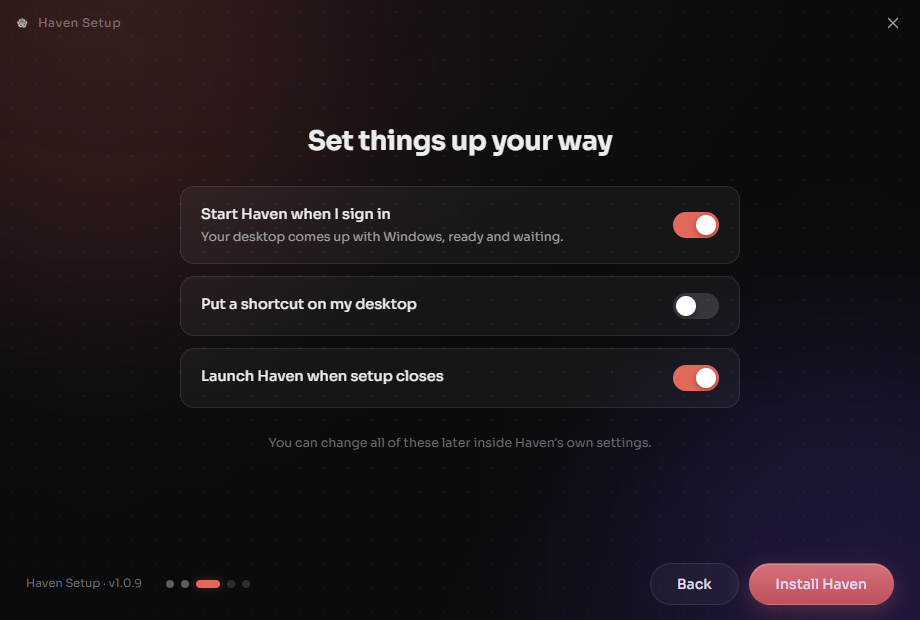 Haven Setup
Set things up your way
Start Haven when I sign in
Your desktop comes up with Windows, ready and waiting.
Put a shortcut on my desktop
Launch Haven when setup closes
You can change all of these later inside Haven's own settings.
Haven Setup · v1.0.9
Back
Install Haven